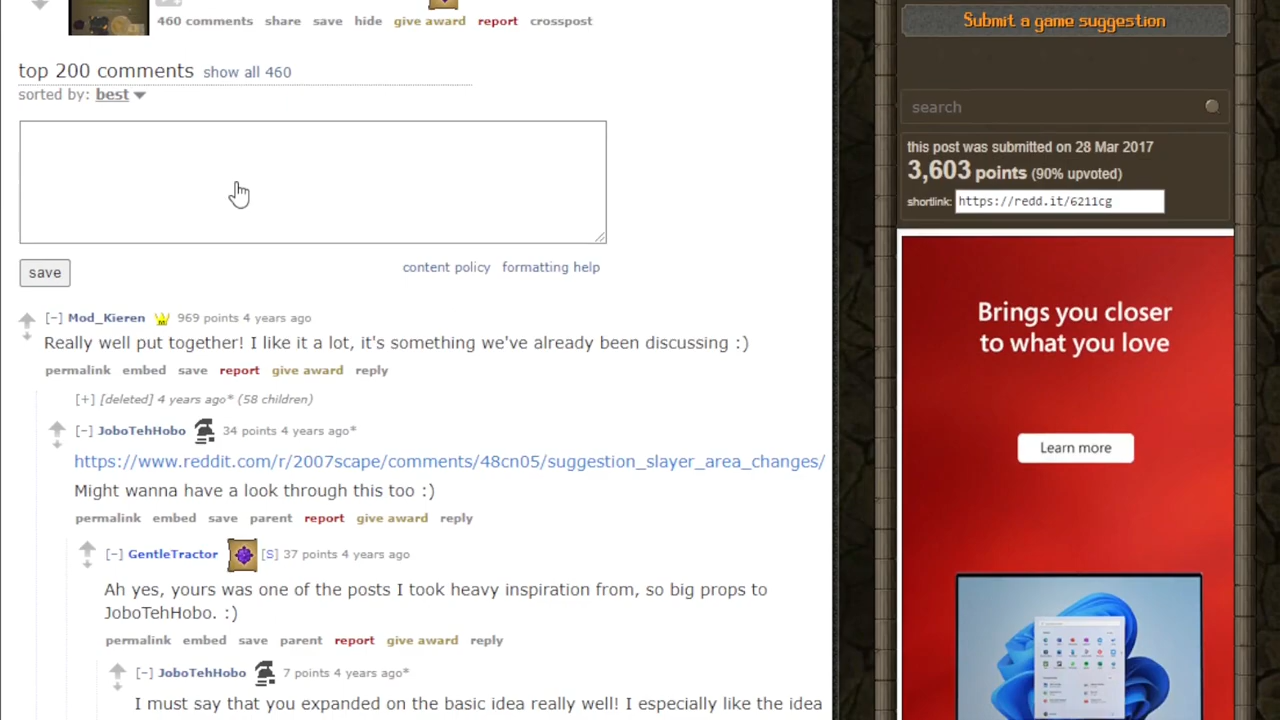 460 comments share save hide give award report crosspost
top 200 comments show all 460
sorted by: best
save
content policy formatting help
[–] Mod_Kieren 969 points 4 years ago
Really well put together! I like it a lot, it's something we've already been discussing :)
permalink embed save report give award reply
[+] [deleted] 4 years ago* (58 children)
[–] JoboTehHobo 34 points 4 years ago*
https://www.reddit.com/r/2007scape/comments/48cn05/suggestion_slayer_area_changes/
Might wanna have a look through this too :)
permalink embed save parent report give award reply
[–] GentleTractor [S] 37 points 4 years ago
Ah yes, yours was one of the posts I took heavy inspiration from, so big props to
JoboTehHobo. :)
permalink embed save parent report give award reply
[–] JoboTehHobo 7 points 4 years ago*
I must say that you expanded on the basic idea really well! I especially like the idea
Submit a game suggestion
search
this post was submitted on 28 Mar 2017
3,603 points (90% upvoted)
shortlink: https://redd.it/6211cg
Brings you closer
to what you love
Learn more